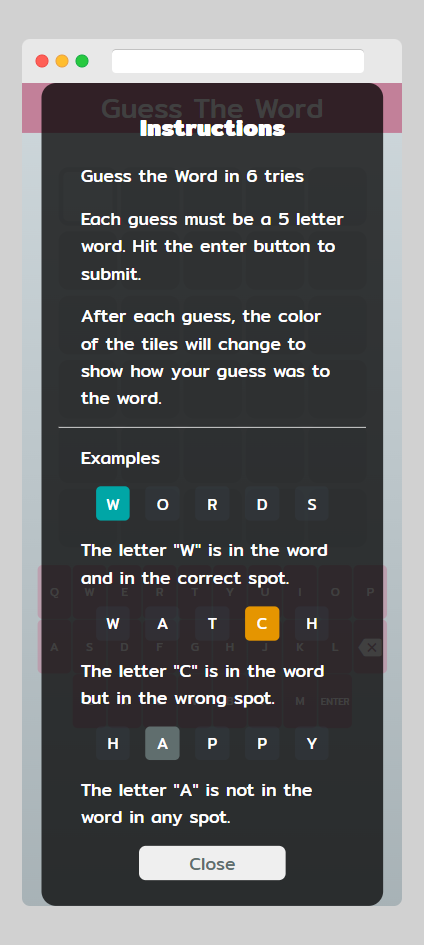 Guess The Word
Instructions
Guess the Word in 6 tries
Each guess must be a 5 letter
word. Hit the enter button to
submit.
After each guess, the color
of the tiles will change to
show how your guess was to
the word.
Examples
W O R D S
The letter "W" is in the word
and in the correct spot.
Q W E R T Y U I O P
W A T C H
A S D F G H J K L
The letter "C" is in the word
but in the wrong spot.
M ENTER
H A P P Y
The letter "A" is not in the
word in any spot.
Close